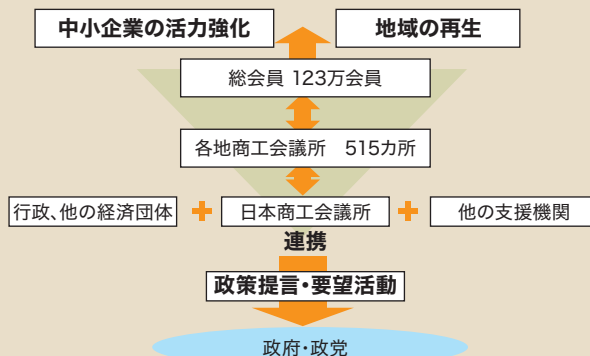 中小企業の活力強化
地域の再生
総会員 123万会員
各地商工会議所　515カ所
行政、他の経済団体
日本商工会議所
他の支援機関
連携
政策提言・要望活動
政府・政党